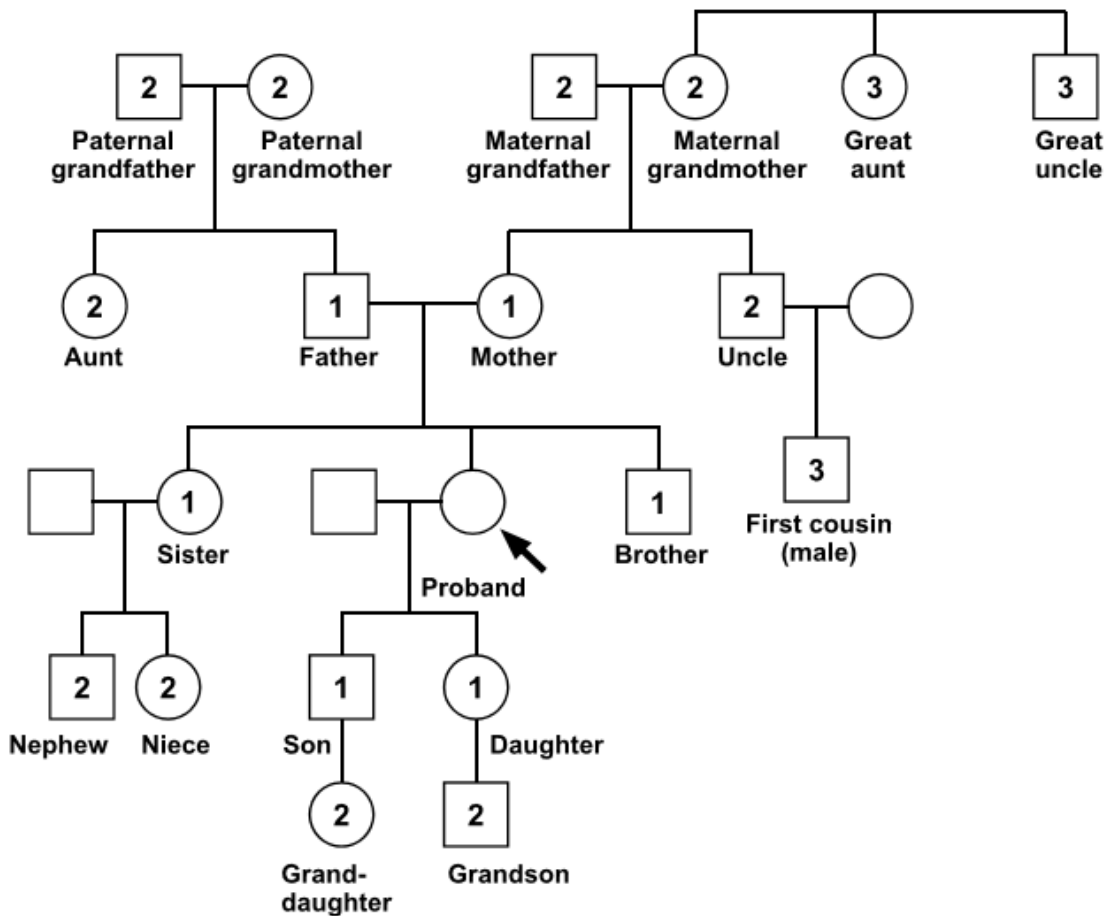 2 2 2 2 3 3
Paternal grandfather
Paternal grandmother
Maternal grandfather
Maternal grandmother
Great aunt
Great uncle
2 1 1 2
Aunt Father Mother Uncle
3
First cousin
(male)
1 1
Sister Brother
Proband
2 2 1 1
Nephew Niece Son Daughter
2 2
Grand-
daughter
Grandson